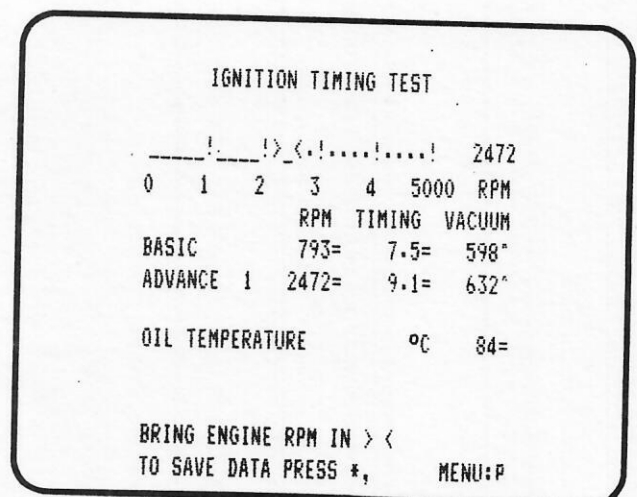 IGNITION TIMING TEST
_____!____!>_<.!....!....! 2472
0 1 2 3 4 5000 RPM
RPM TIMING VACUUM
BASIC 793= 7.5= 598^
ADVANCE 1 2472= 9.1= 632^
OIL TEMPERATURE ºC 84=
BRING ENGINE RPM IN > <
TO SAVE DATA PRESS *, MENU:P